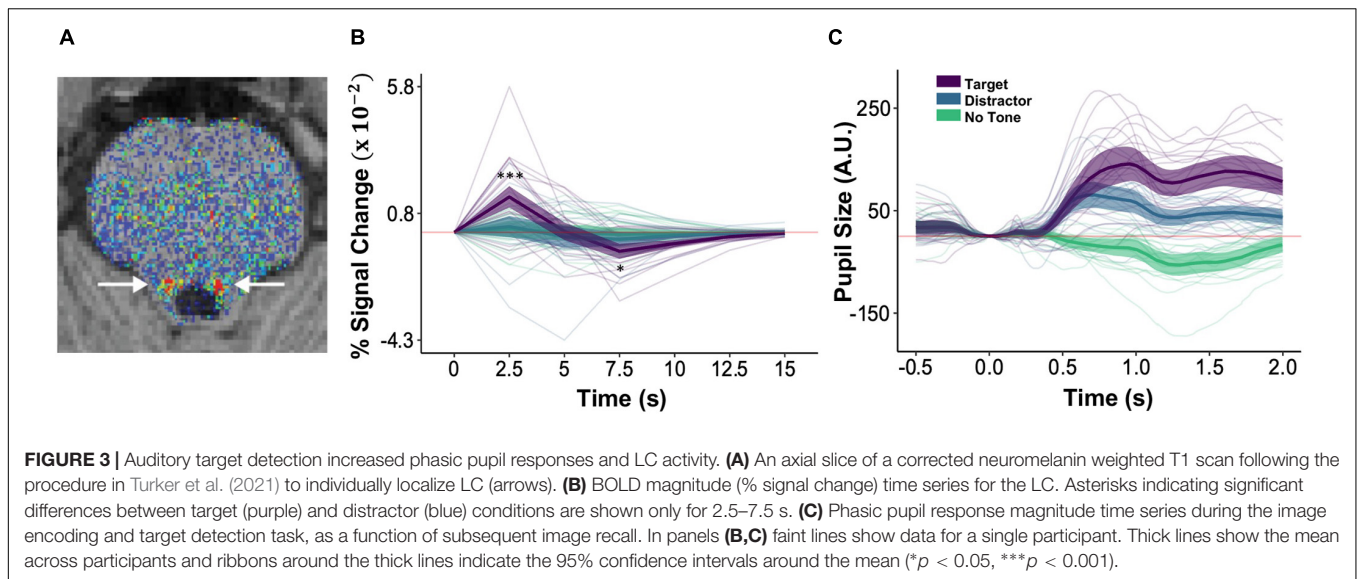 A
B
C
% Signal Change (x 10⁻²)
5.8
0.8
-4.3
***
*
0 2.5 5 7.5 10 12.5 15
Time (s)
Pupil Size (A.U.)
250
50
-150
Target
Distractor
No Tone
-0.5 0.0 0.5 1.0 1.5 2.0
Time (s)
FIGURE 3 | Auditory target detection increased phasic pupil responses and LC activity. (A) An axial slice of a corrected neuromelanin weighted T1 scan following the
procedure in Turker et al. (2021) to individually localize LC (arrows). (B) BOLD magnitude (% signal change) time series for the LC. Asterisks indicating significant
differences between target (purple) and distractor (blue) conditions are shown only for 2.5–7.5 s. (C) Phasic pupil response magnitude time series during the image
encoding and target detection task, as a function of subsequent image recall. In panels (B,C) faint lines show data for a single participant. Thick lines show the mean
across participants and ribbons around the thick lines indicate the 95% confidence intervals around the mean (*p < 0.05, ***p < 0.001).